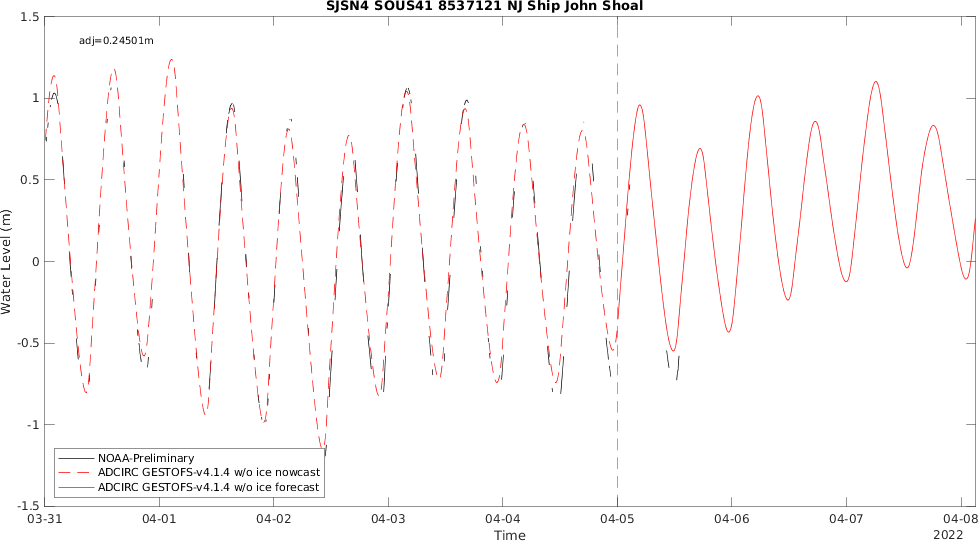 SJSN4 SOUS41 8537121 NJ Ship John Shoal
adj=0.24501m
1.5
1
0.5
0
-0.5
-1
-1.5
Water Level (m)
NOAA-Preliminary
ADCIRC GESTOFS-v4.1.4 w/o ice nowcast
ADCIRC GESTOFS-v4.1.4 w/o ice forecast
03-31 04-01 04-02 04-03 04-04 04-05 04-06 04-07 04-08
Time
2022